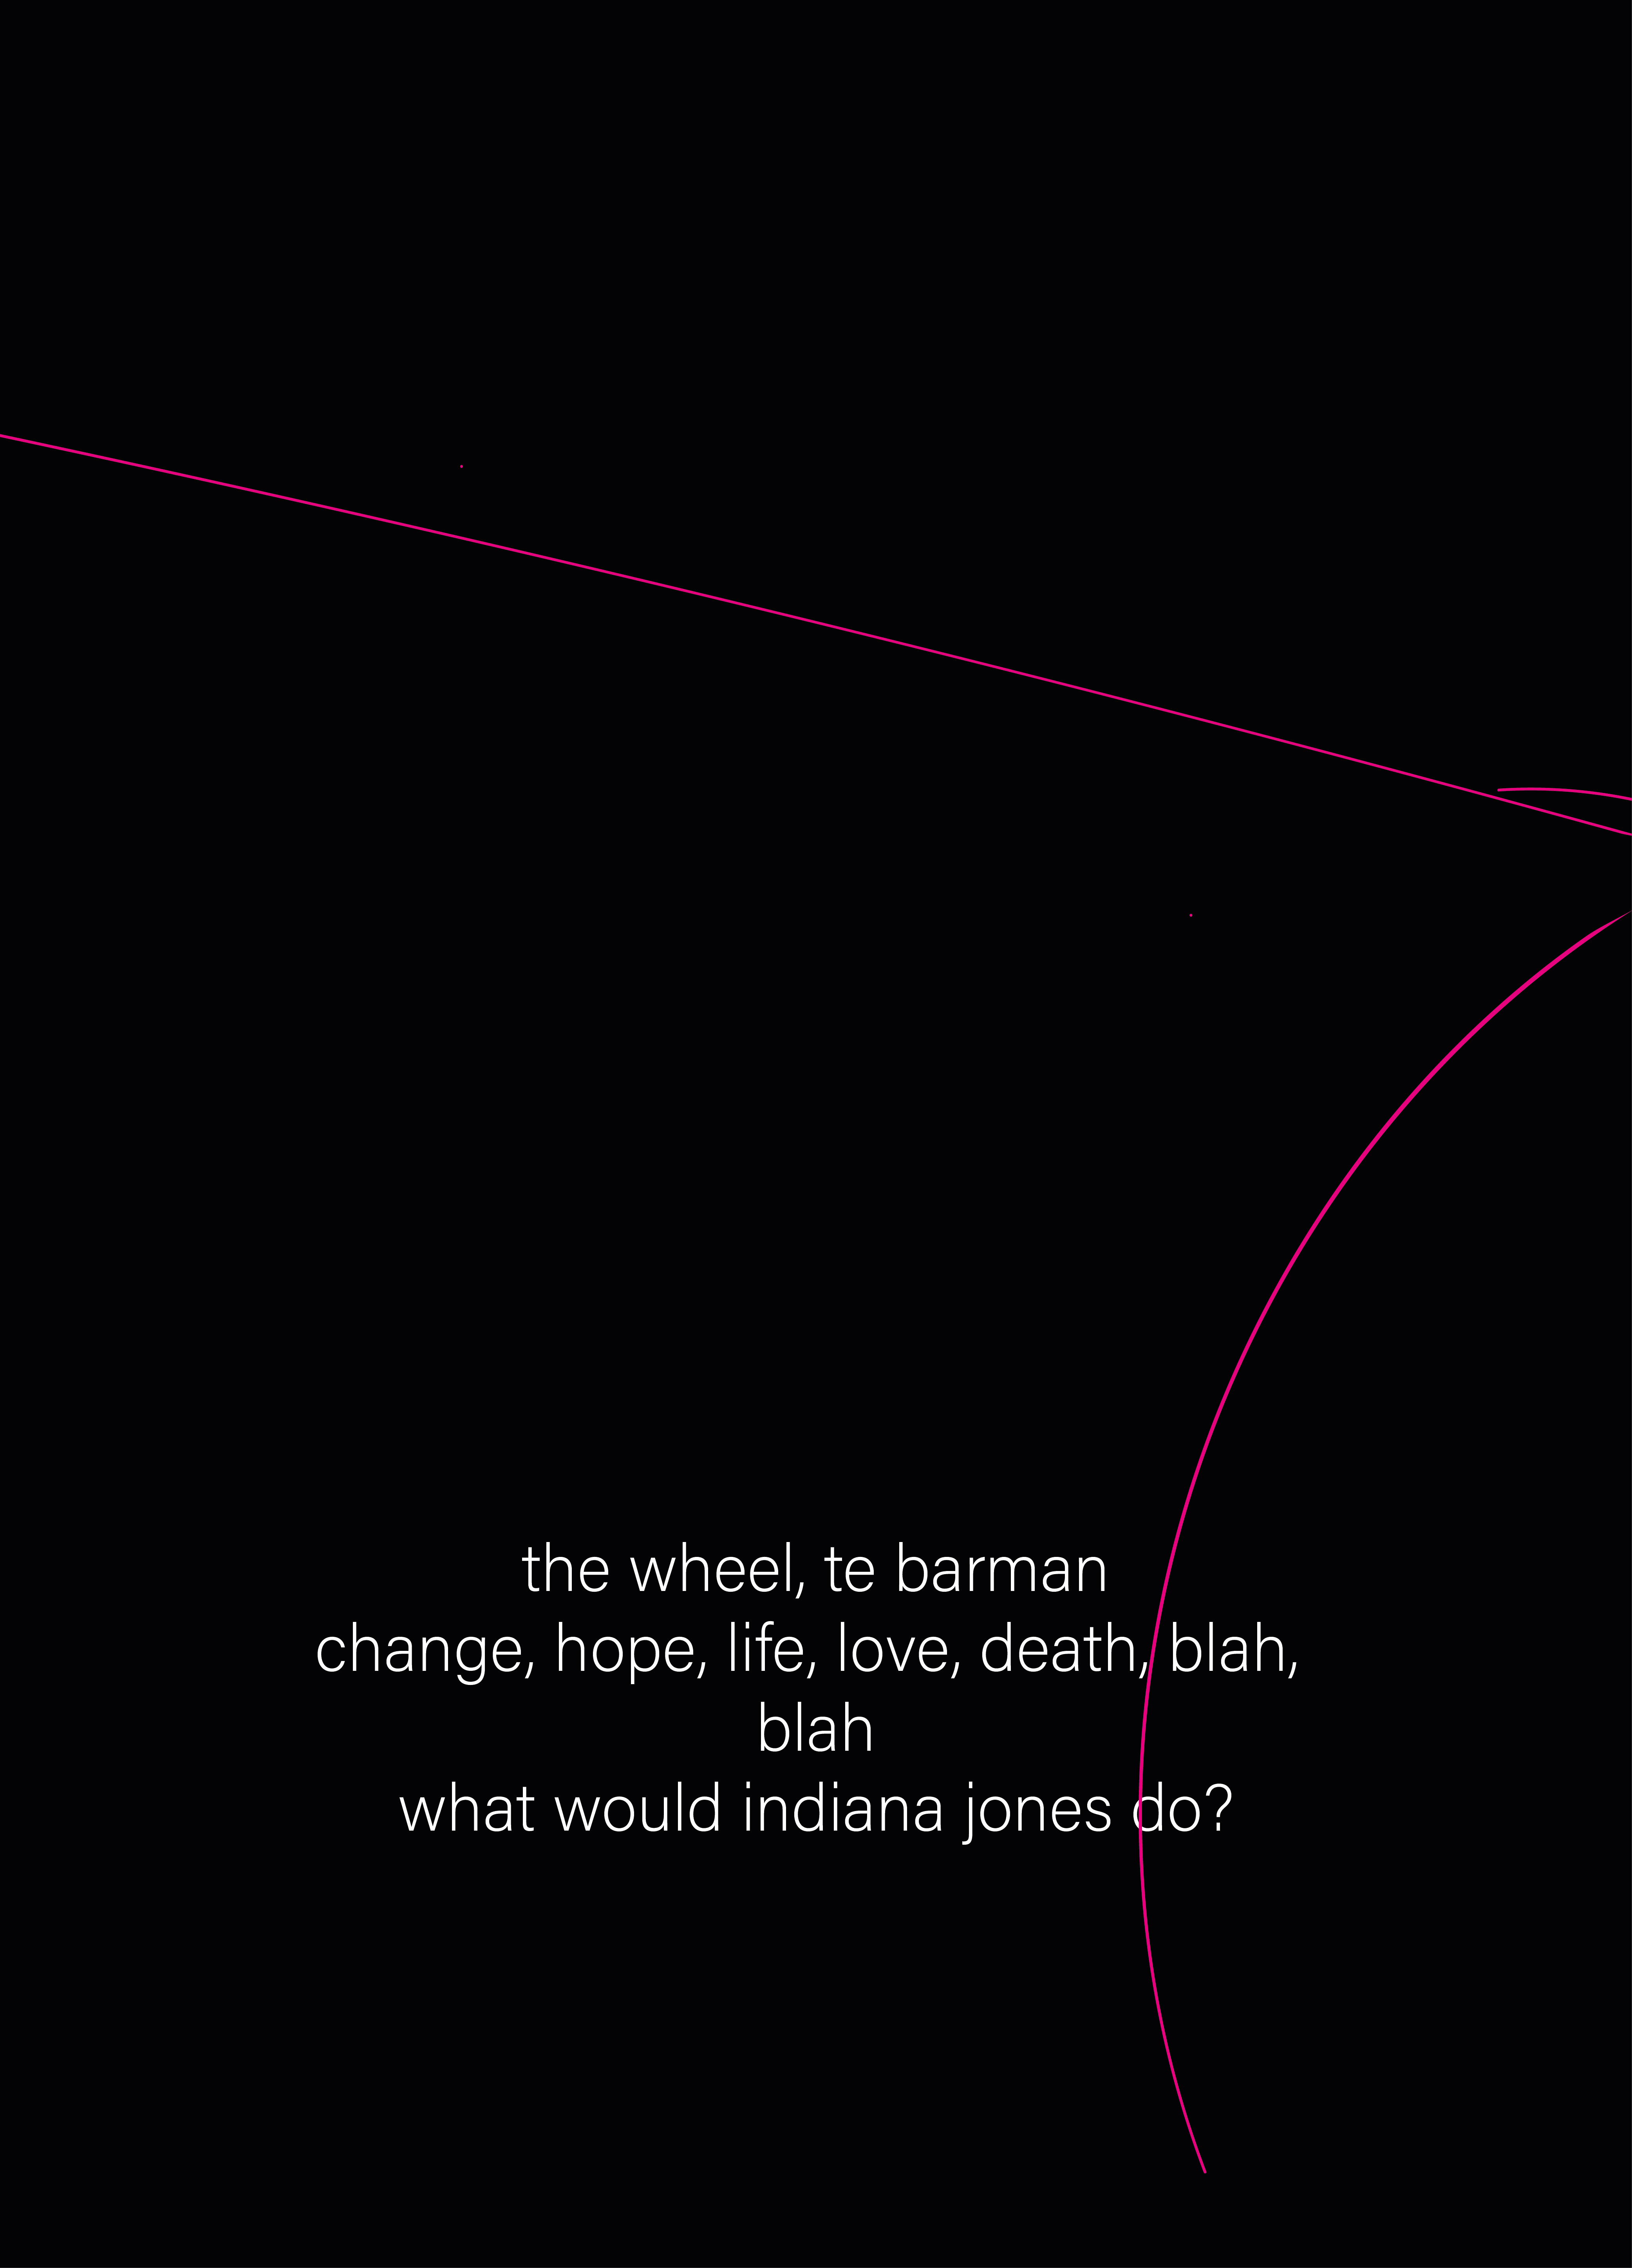 the wheel, te barman
change, hope, life, love, death, blah,
blah
what would indiana jones do?